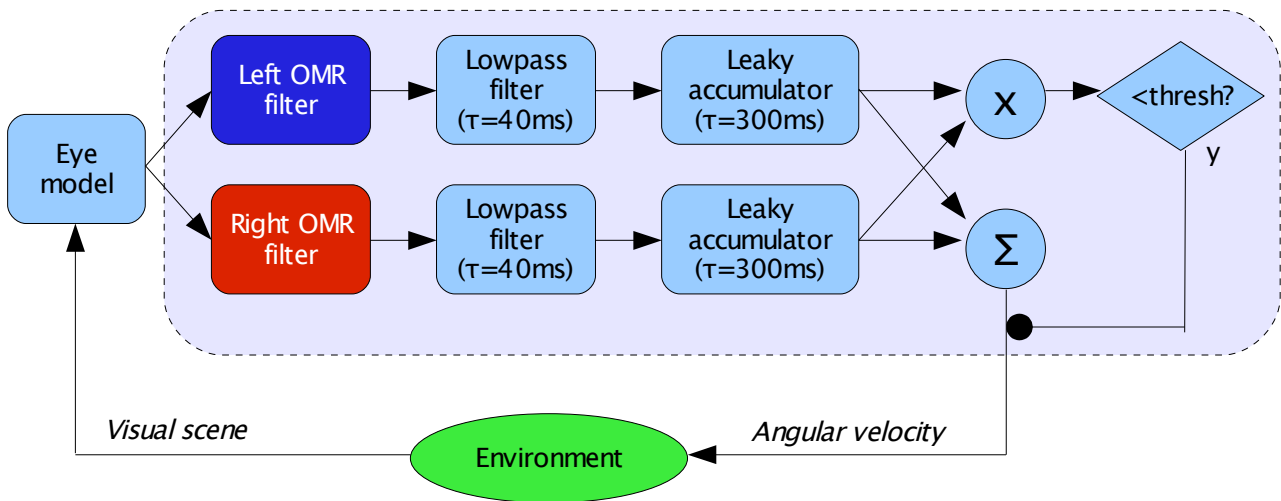 Left OMR
filter
Lowpass
filter
(τ=40ms)
Leaky
accumulator
(τ=300ms)
x
<thresh?
y
Eye
model
Right OMR
filter
Lowpass
filter
(τ=40ms)
Leaky
accumulator
(τ=300ms)
Σ
Visual scene
Environment
Angular velocity